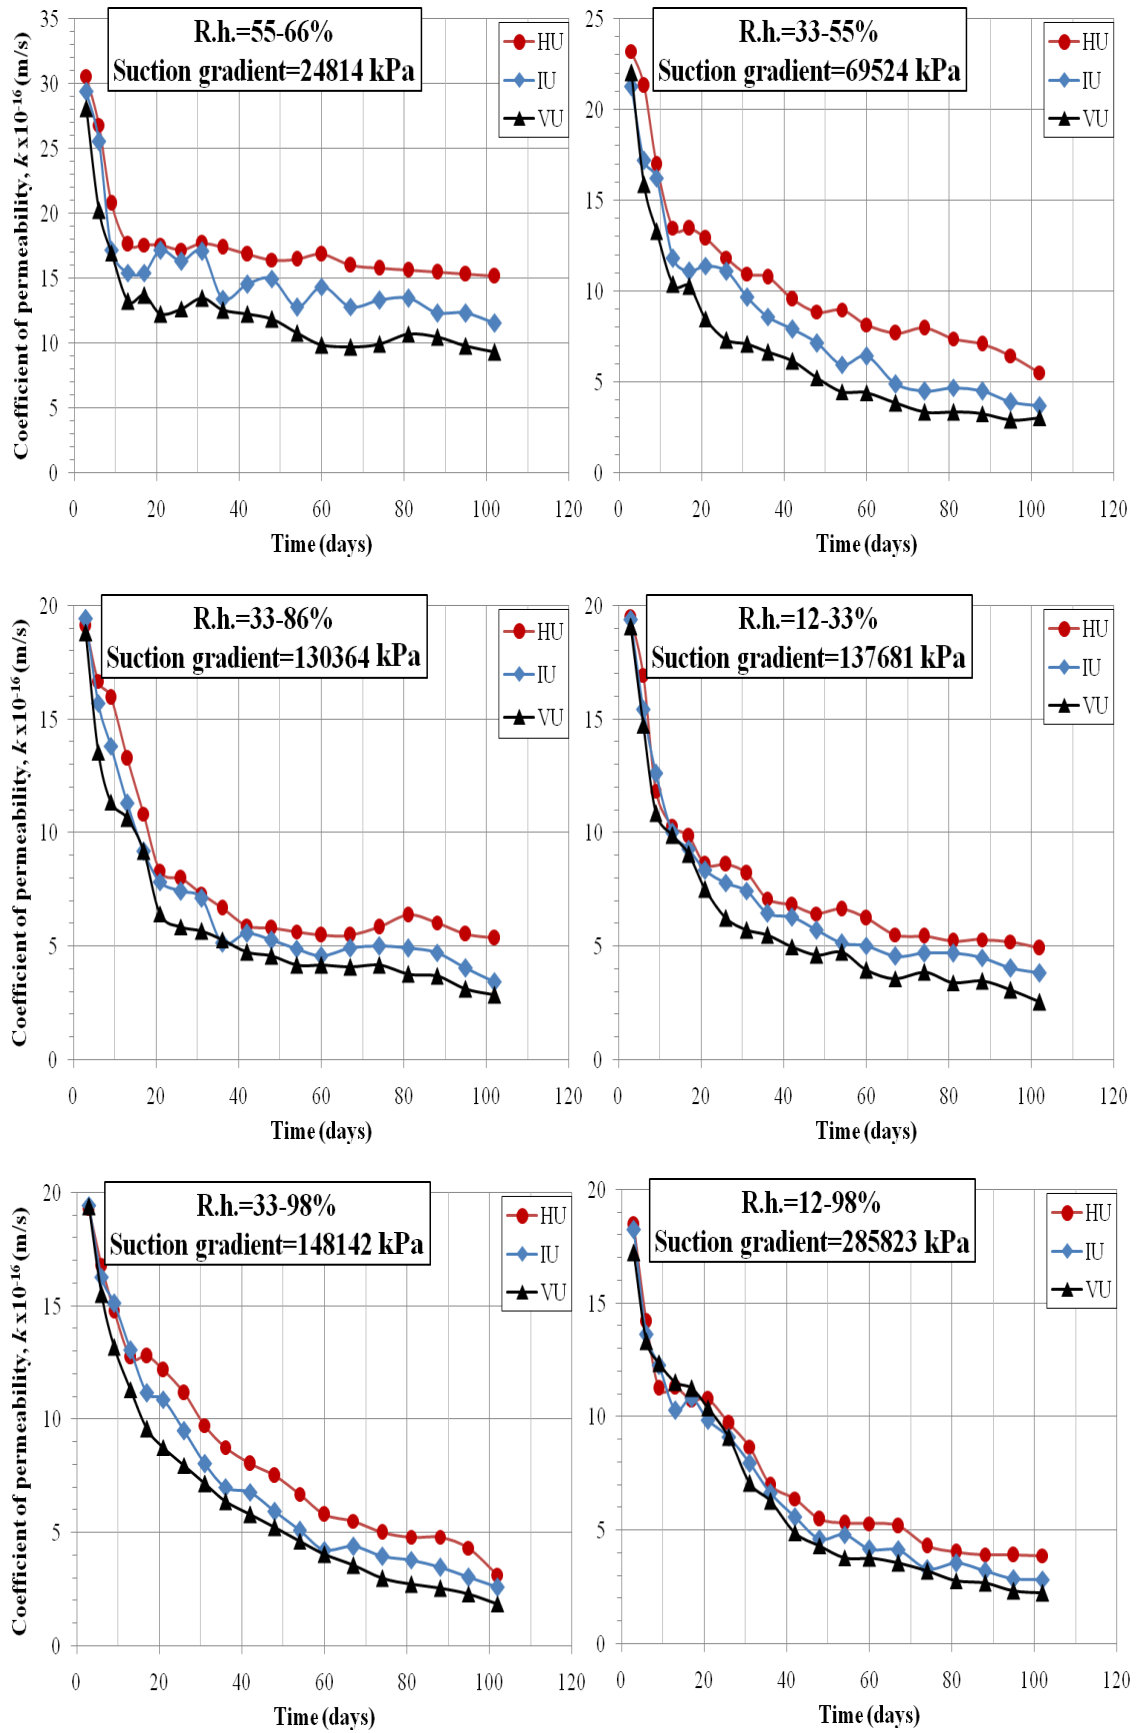 R.h.=55-66%
Suction gradient=24814 kPa
HU
IU
VU
Coefficient of permeability, k x10-16 (m/s)
35
30
25
20
15
10
5
0
0 20 40 60 80 100 120
Time (days)
R.h.=33-55%
Suction gradient=69524 kPa
HU
IU
VU
25
20
15
10
5
0
0 20 40 60 80 100 120
Time (days)
R.h.=33-86%
Suction gradient=130364 kPa
HU
IU
VU
Coefficient of permeability, k x10-16 (m/s)
20
15
10
5
0
0 20 40 60 80 100 120
Time (days)
R.h.=12-33%
Suction gradient=137681 kPa
HU
IU
VU
20
15
10
5
0
0 20 40 60 80 100 120
Time (days)
R.h.=33-98%
Suction gradient=148142 kPa
HU
IU
VU
Coefficient of permeability, k x10-16 (m/s)
20
15
10
5
0
0 20 40 60 80 100 120
Time (days)
R.h.=12-98%
Suction gradient=285823 kPa
HU
IU
VU
20
15
10
5
0
0 20 40 60 80 100 120
Time (days)